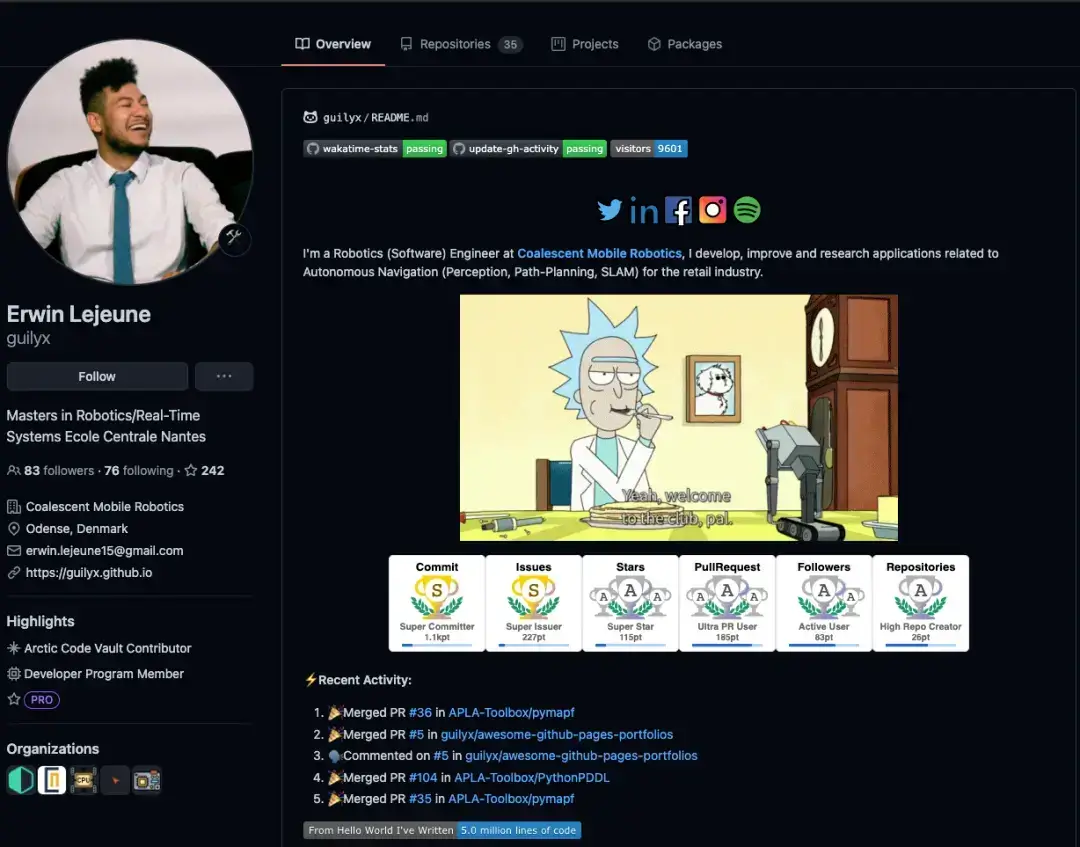 Overview
Repositories 35
Projects
Packages
guilyx/README.md
wakatime-stats passing
update-gh-activity passing
visitors 9601
in
f
I'm a Robotics (Software) Engineer at Coalescent Mobile Robotics, I develop, improve and research applications related to
Autonomous Navigation (Perception, Path-Planning, SLAM) for the retail industry.
Yeah, welcome
to the club, pal.
Erwin Lejeune
guilyx
Follow
...
Masters in Robotics/Real-Time
Systems Ecole Centrale Nantes
83 followers · 76 following · 242
Coalescent Mobile Robotics
Odense, Denmark
erwin.lejeune15@gmail.com
https://guilyx.github.io
Highlights
Arctic Code Vault Contributor
Developer Program Member
PRO
Organizations
CPU
Commit
S
Super Committer
1.1kpt
Issues
S
Super Issuer
227pt
Stars
A A A
Super Star
115pt
PullRequest
A A A
Ultra PR User
185pt
Followers
A A
Active User
83pt
Repositories
A
High Repo Creator
26pt
⚡Recent Activity:
1. 🎉Merged PR #36 in APLA-Toolbox/pymapf
2. 🎉Merged PR #5 in guilyx/awesome-github-pages-portfolios
3. 🗣Commented on #5 in guilyx/awesome-github-pages-portfolios
4. 🎉Merged PR #104 in APLA-Toolbox/PythonPDDL
5. 🎉Merged PR #35 in APLA-Toolbox/pymapf
From Hello World I've Written 5.0 million lines of code